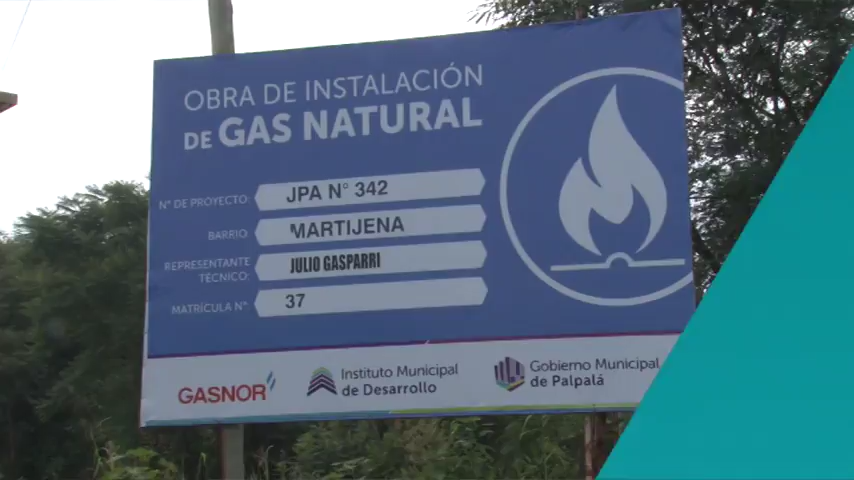 OBRA DE INSTALACIÓN
DE GAS NATURAL
N° DE PROYECTO: JPA N° 342
BARRIO: MARTIJENA
REPRESENTANTE
TÉCNICO: JULIO GASPARRI
MATRÍCULA N°: 37
GASNOR
Instituto Municipal
de Desarrollo
Gobierno Municipal
de Palpalá